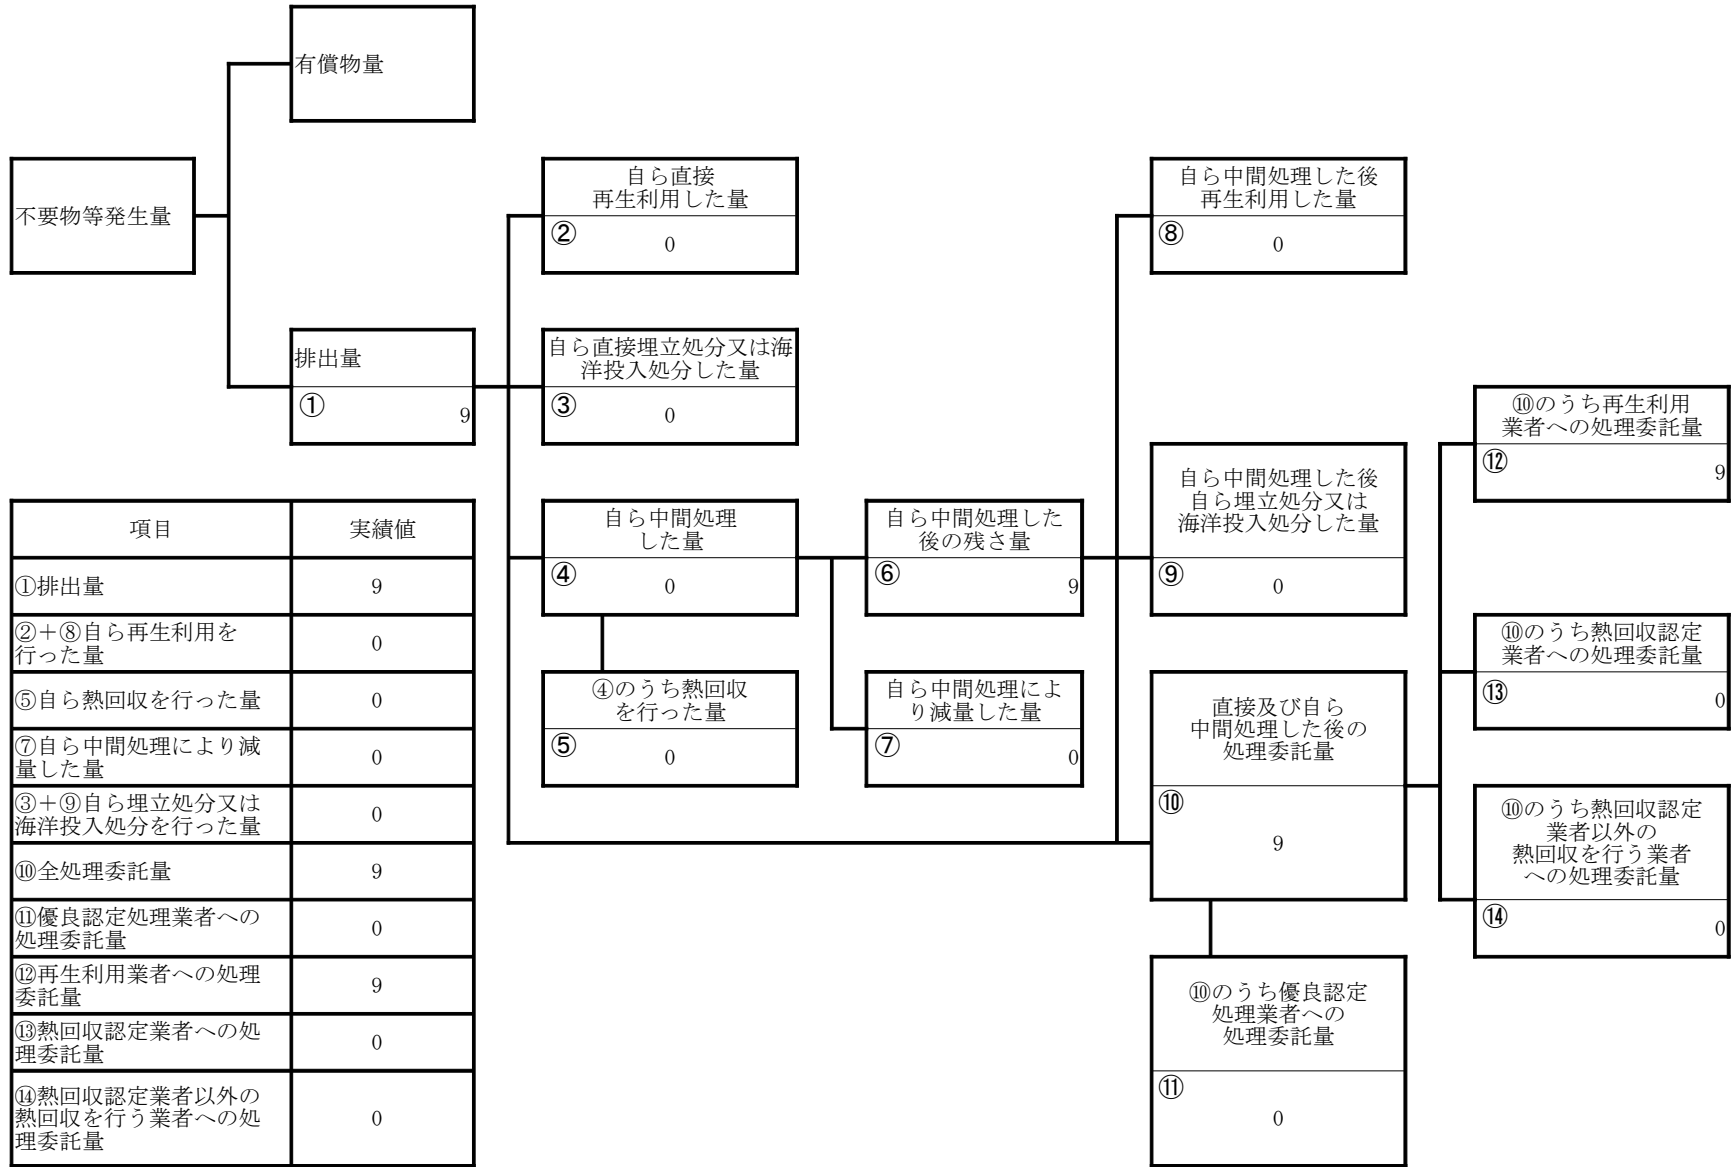 有償物量
不要物等発生量
自ら直接
再生利用した量
②
0
自ら中間処理した後
再生利用した量
⑧
0
排出量
①
9
自ら直接埋立処分又は海
洋投入処分した量
③
0
自ら中間処理
した量
④
0
自ら中間処理した
後の残さ量
⑥
9
自ら中間処理した後
自ら埋立処分又は
海洋投入処分した量
⑨
0
⑩のうち再生利用
業者への処理委託量
⑫
9
④のうち熱回収
を行った量
⑤
0
自ら中間処理によ
り減量した量
⑦
0
直接及び自ら
中間処理した後の
処理委託量
⑩
9
⑩のうち熱回収認定
業者への処理委託量
⑬
0
⑩のうち熱回収認定
業者以外の
熱回収を行う業者
への処理委託量
⑭
0
⑩のうち優良認定
処理業者への
処理委託量
⑪
0
項目 実績値
①排出量 9
②＋⑧自ら再生利用を
行った量 0
⑤自ら熱回収を行った量 0
⑦自ら中間処理により減
量した量 0
③＋⑨自ら埋立処分又は
海洋投入処分を行った量 0
⑩全処理委託量 9
⑪優良認定処理業者への
処理委託量 0
⑫再生利用業者への処理
委託量 9
⑬熱回収認定業者への処
理委託量 0
⑭熱回収認定業者以外の
熱回収を行う業者への処
理委託量 0